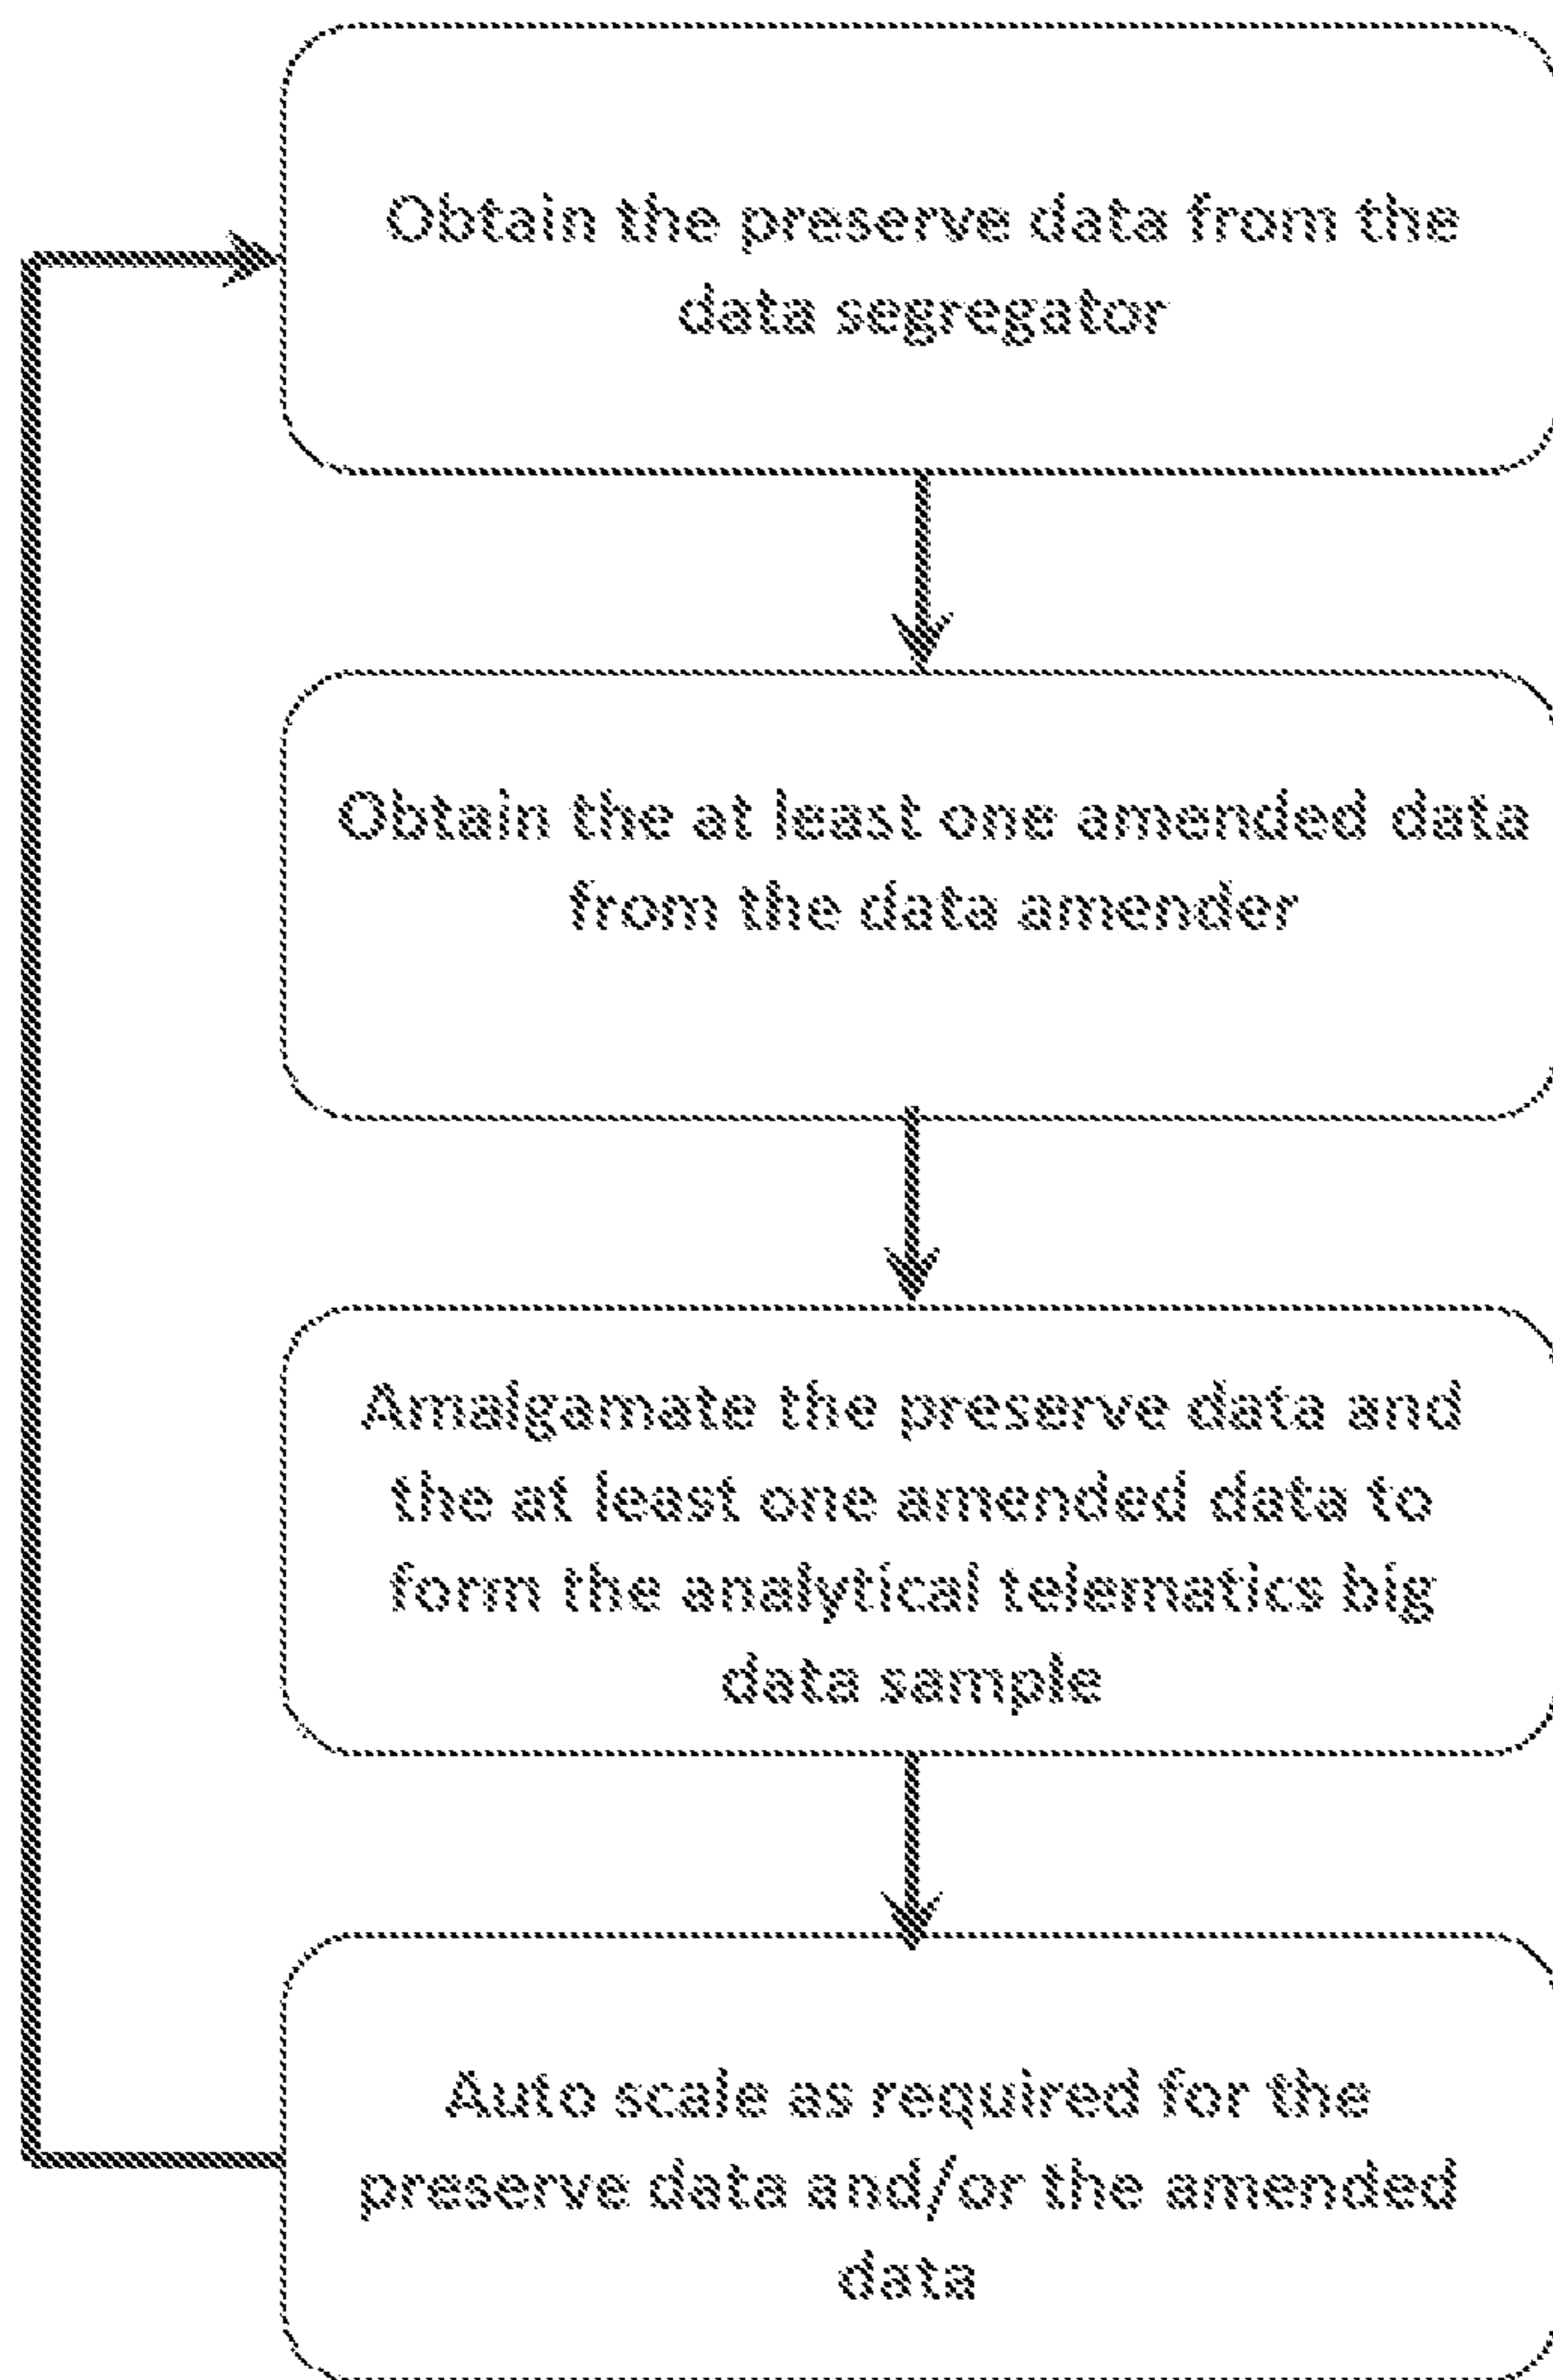 Obtain the preserve data from the
data segregator
Obtain the at least one amended data
from the data amender
Amalgamate the preserve data and
the at least one amended data to
form the analytical telematics big
data sample
Auto scale as required for the
preserve data and/or the amended
data